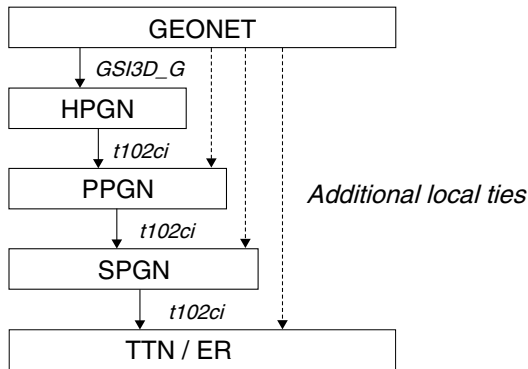 GEONET
GSI3D_G
HPGN
t102ci
PPGN
Additional local ties
t102ci
SPGN
t102ci
TTN / ER